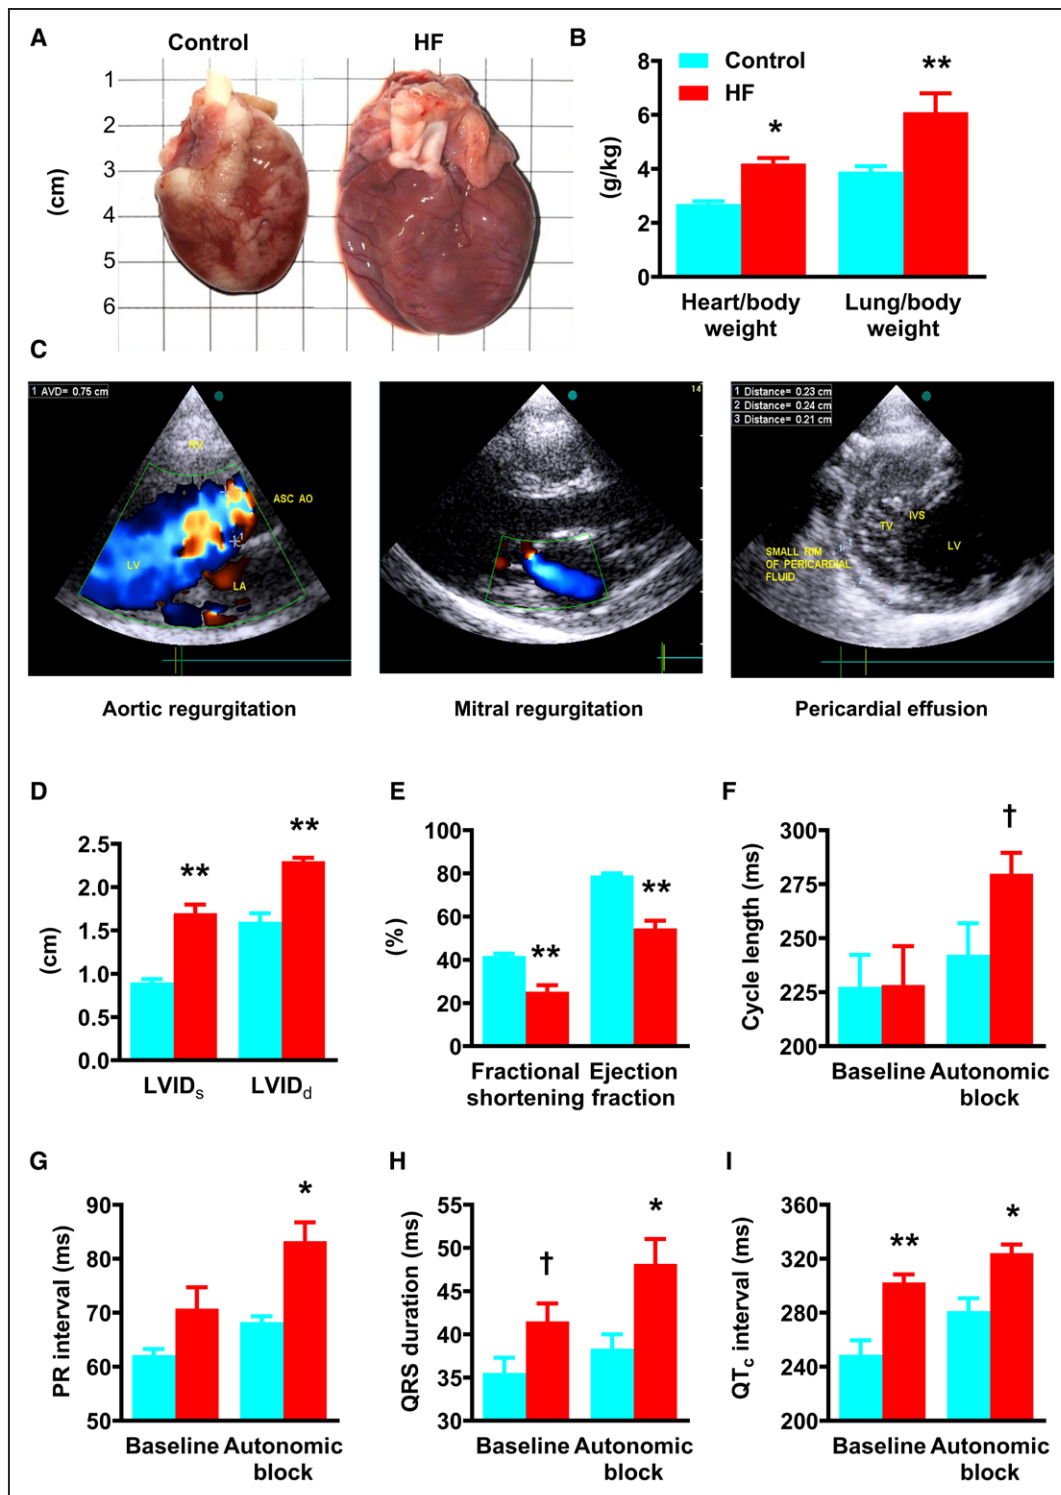 A
Control
HF
1
2
3
4
5
6
(cm)
B
Control
HF
*
**
(g/kg)
8
6
4
2
0
Heart/body
weight
Lung/body
weight
C
1 AVD= 0.75 cm
RV
ASC AO
LV
LA
14
1 Distance= 0.23 cm
2 Distance= 0.24 cm
3 Distance= 0.21 cm
IVS
TV
LV
SMALL RIM
OF PERICARDIAL
FLUID
Aortic regurgitation
Mitral regurgitation
Pericardial effusion
D
(cm)
2.5
2.0
1.5
1.0
0.5
0.0
**
**
LVIDs
LVIDd
E
(%)
100
80
60
40
20
0
**
**
Fractional
shortening
Ejection
fraction
F
Cycle length (ms)
300
275
250
225
200
†
Baseline
Autonomic
block
G
PR interval (ms)
90
80
70
60
50
*
Baseline
Autonomic
block
H
QRS duration (ms)
55
50
45
40
35
30
†
*
Baseline
Autonomic
block
I
QTc interval (ms)
360
320
280
240
200
**
*
Baseline
Autonomic
block